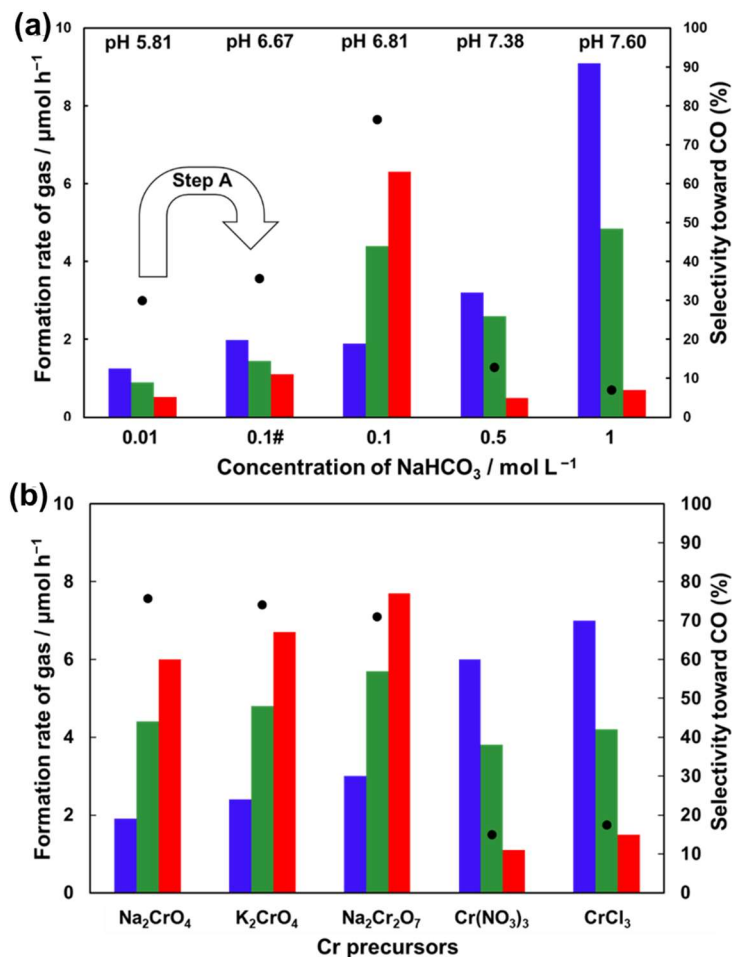 (a)
pH 5.81 pH 6.67 pH 6.81 pH 7.38 pH 7.60
Step A
Formation rate of gas / μmol h⁻¹
10
8
6
4
2
0
Selectivity toward CO (%)
100
90
80
70
60
50
40
30
20
10
0
0.01 0.1# 0.1 0.5 1
Concentration of NaHCO₃ / mol L⁻¹
(b)
Formation rate of gas / μmol h⁻¹
10
8
6
4
2
0
Selectivity toward CO (%)
100
90
80
70
60
50
40
30
20
10
0
Na₂CrO₄ K₂CrO₄ Na₂Cr₂O₇ Cr(NO₃)₃ CrCl₃
Cr precursors